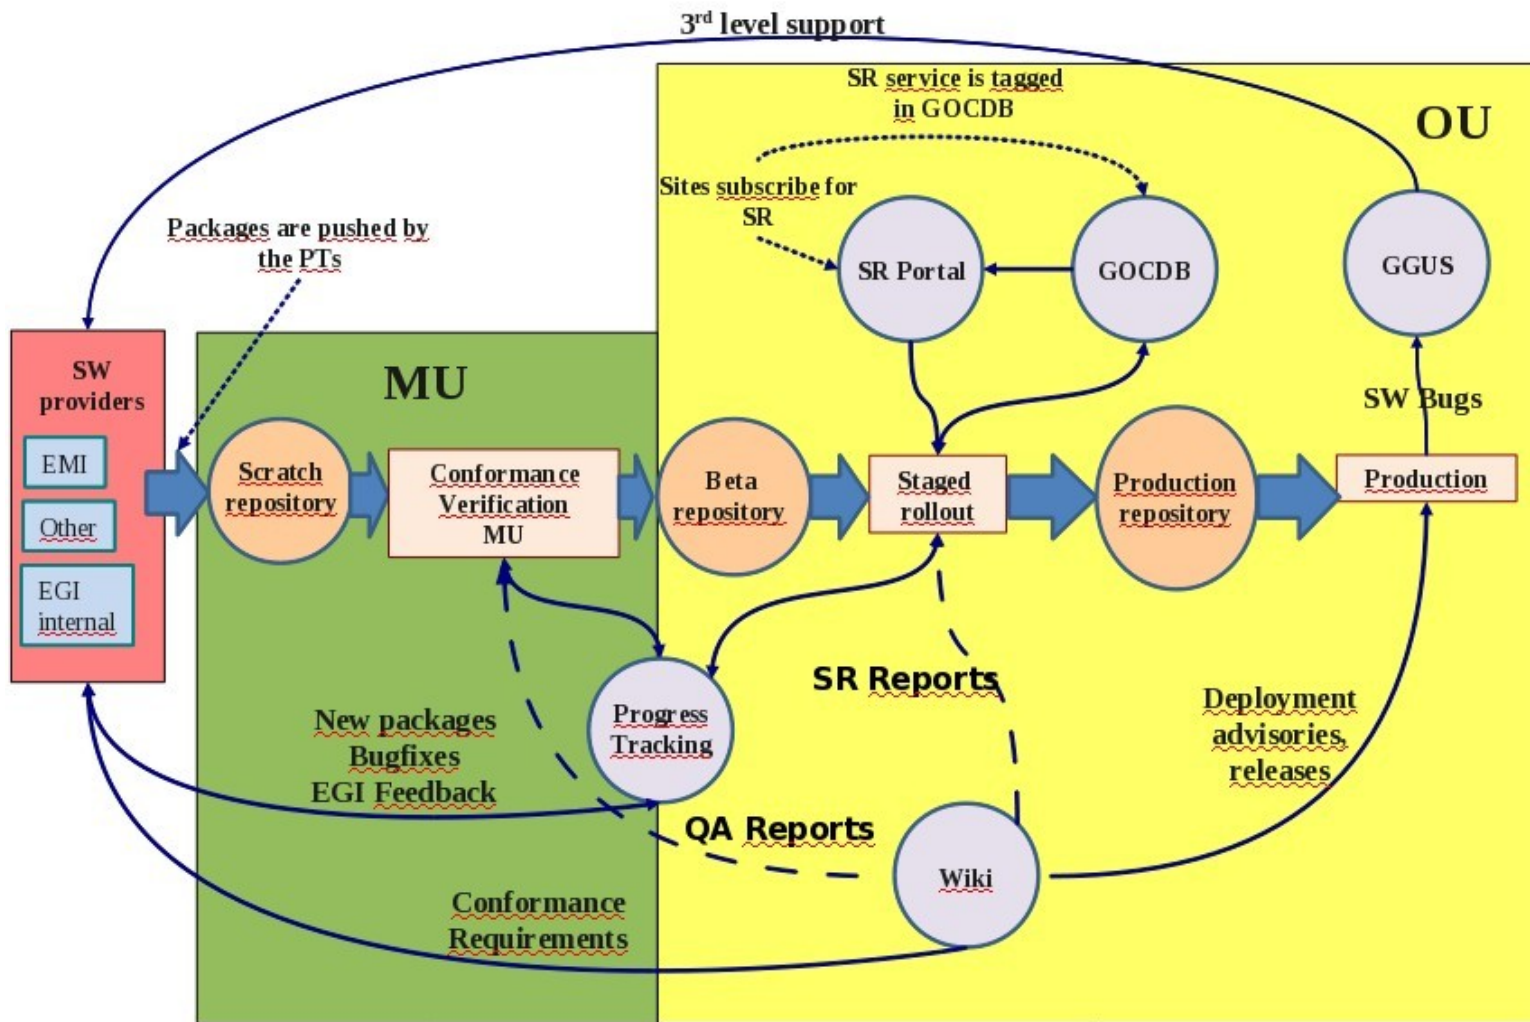 3rd level support
SR service is tagged
in GOCDB
OU
Sites subscribe for
SR
Packages are pushed by
the PTs
SR Portal
GOCDB
GGUS
SW
providers
MU
SW Bugs
EMI
Other
EGI
internal
Scratch
repository
Conformance
Verification
MU
Beta
repository
Staged
rollout
Production
repository
Production
SR Reports
Progress
Tracking
New packages
Bugfixes
EGI Feedback
Deployment
advisories,
releases
QA Reports
Wiki
Conformance
Requirements